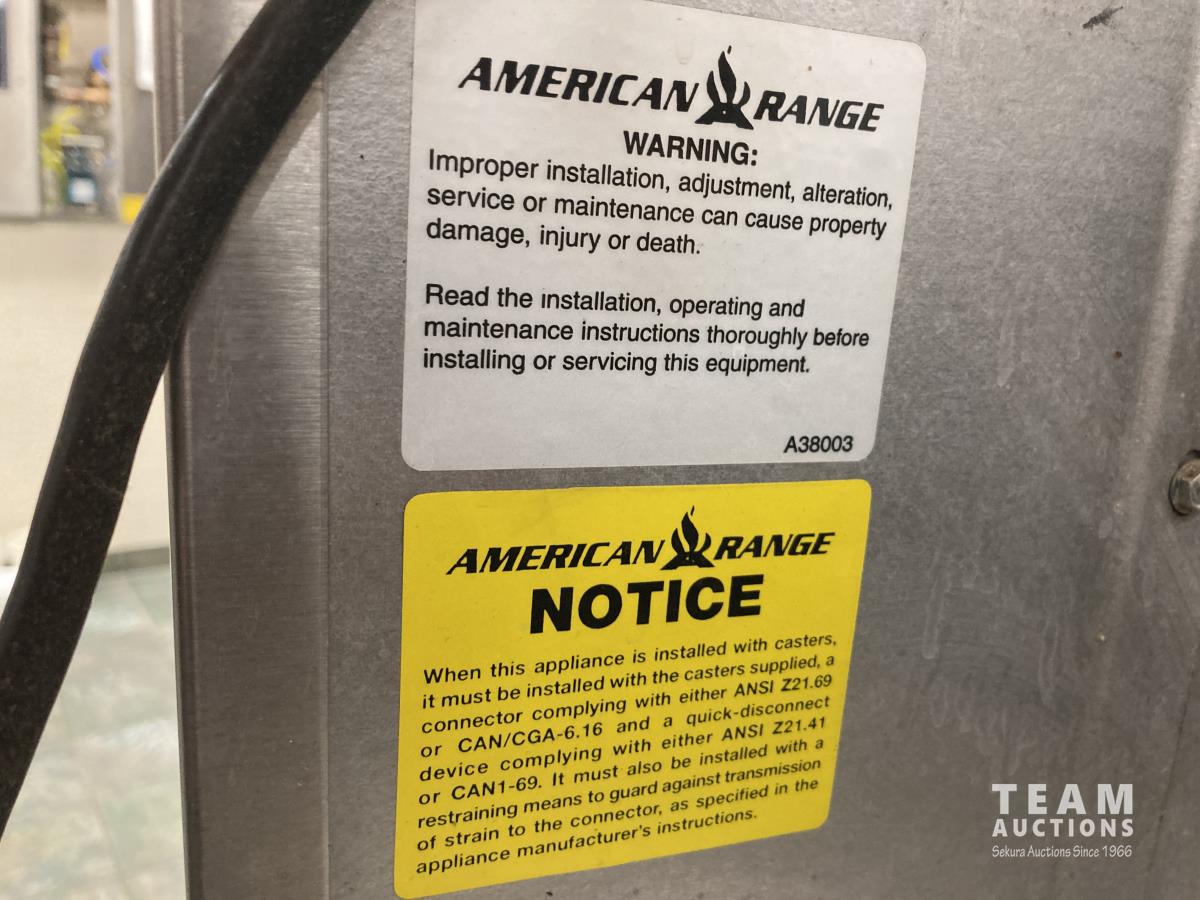 AMERICAN RANGE
WARNING:
Improper installation, adjustment, alteration,
service or maintenance can cause property
damage, injury or death.
Read the installation, operating and
maintenance instructions thoroughly before
installing or servicing this equipment.
A38003
AMERICAN RANGE
NOTICE
When this appliance is installed with casters,
it must be installed with the casters supplied, a
connector complying with either ANSI Z21.69
or CAN/CGA-6.16 and a quick-disconnect
device complying with either ANSI Z21.41
or CAN1-69. It must also be installed with a
restraining means to guard against transmission
of strain to the connector, as specified in the
appliance manufacturer's instructions.
TEAM
AUCTIONS
Sekura Auctions Since 1966